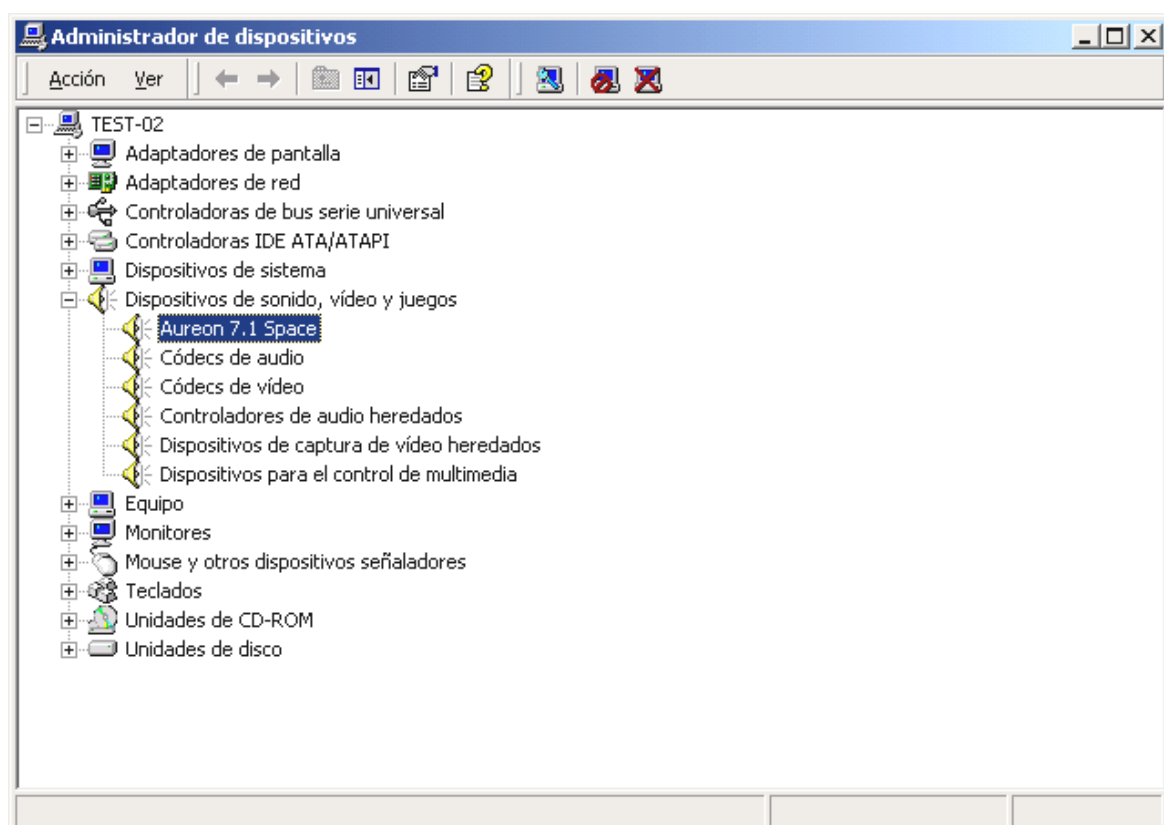 Administrador de dispositivos
Acción Ver
TEST-02
Adaptadores de pantalla
Adaptadores de red
Controladoras de bus serie universal
Controladoras IDE ATA/ATAPI
Dispositivos de sistema
Dispositivos de sonido, vídeo y juegos
Aureon 7.1 Space
Códecs de audio
Códecs de vídeo
Controladores de audio heredados
Dispositivos de captura de vídeo heredados
Dispositivos para el control de multimedia
Equipo
Monitores
Mouse y otros dispositivos señaladores
Teclados
Unidades de CD-ROM
Unidades de disco